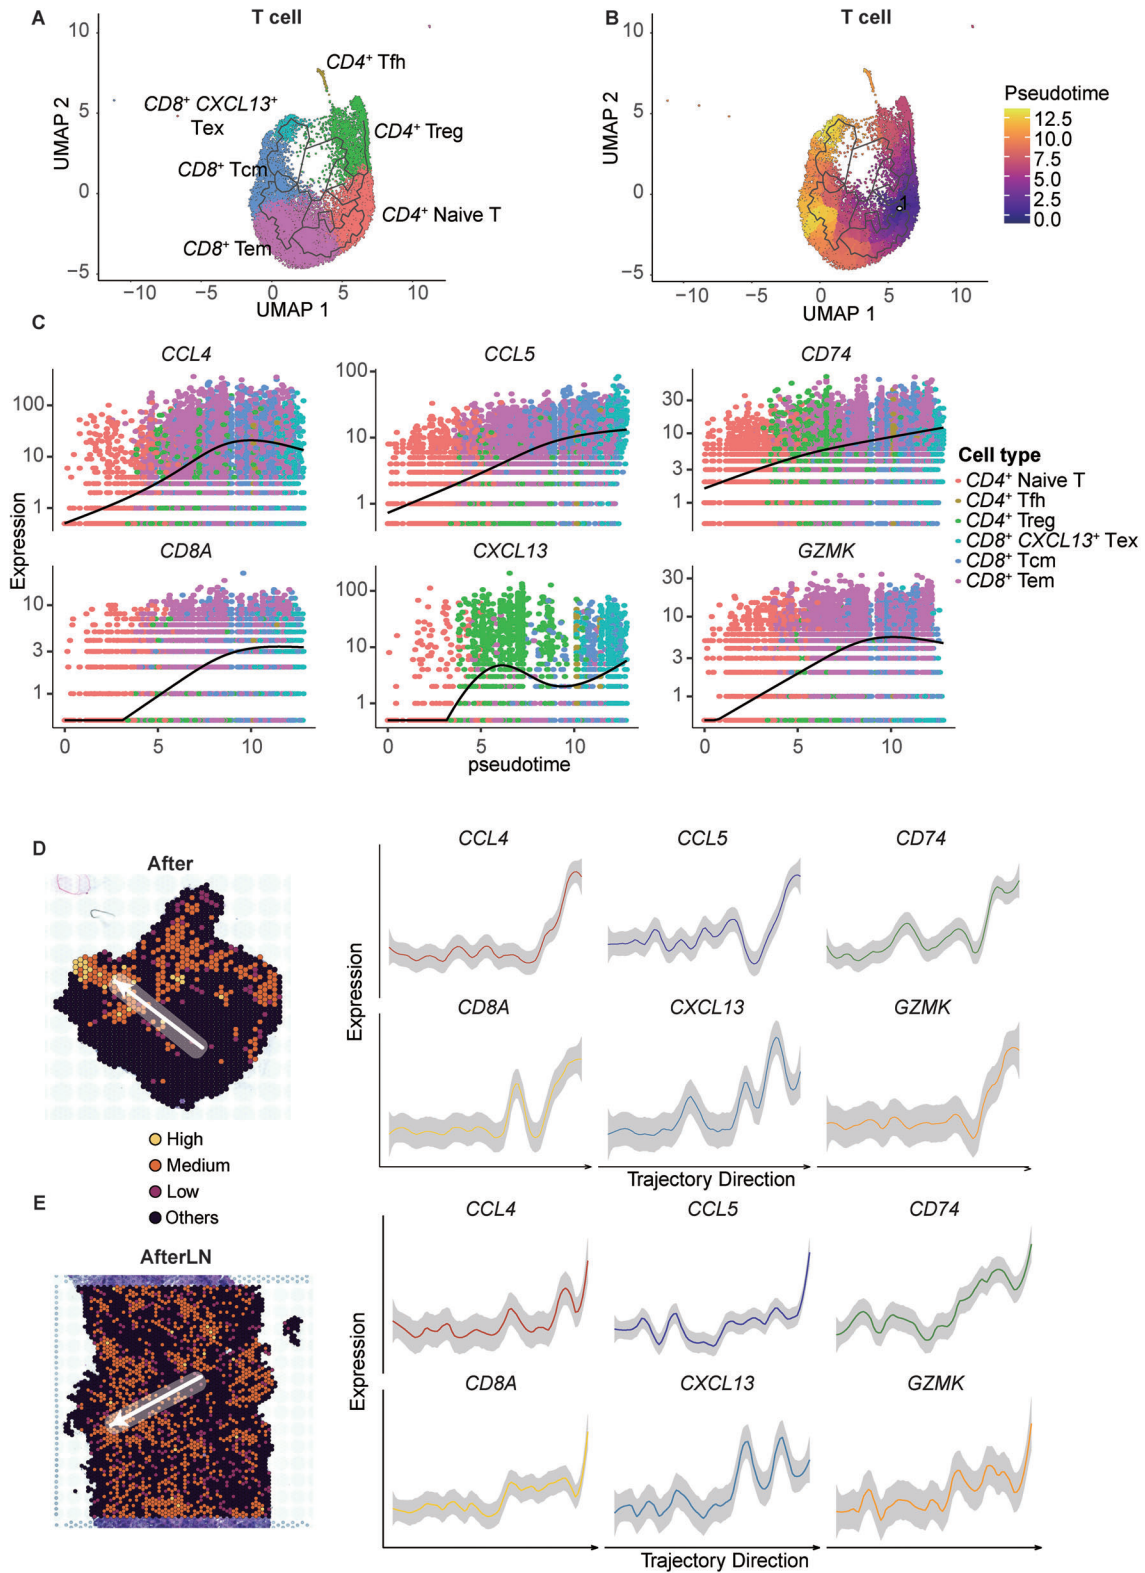 A
T cell
10
5
0
−5
UMAP 2
−10
−5
0
5
10
UMAP 1
CD4+ Tfh
CD8+ CXCL13+
Tex
CD4+ Treg
CD8+ Tcm
CD4+ Naive T
CD8+ Tem
B
T cell
10
5
0
−5
UMAP 2
−10
−5
0
5
10
UMAP 1
1
Pseudotime
12.5
10.0
7.5
5.0
2.5
0.0
C
CCL4
CCL5
CD74
100
10
1
100
10
1
30
10
3
1
Expression
CD8A
CXCL13
GZMK
10
3
1
100
10
1
30
10
3
1
0
5
10
0
5
10
0
5
10
pseudotime
Cell type
CD4+ Naive T
CD4+ Tfh
CD4+ Treg
CD8+ CXCL13+ Tex
CD8+ Tcm
CD8+ Tem
D
After
High
Medium
Low
Others
CCL4
CCL5
CD74
Expression
CD8A
CXCL13
GZMK
Trajectory Direction
E
AfterLN
CCL4
CCL5
CD74
Expression
CD8A
CXCL13
GZMK
Trajectory Direction